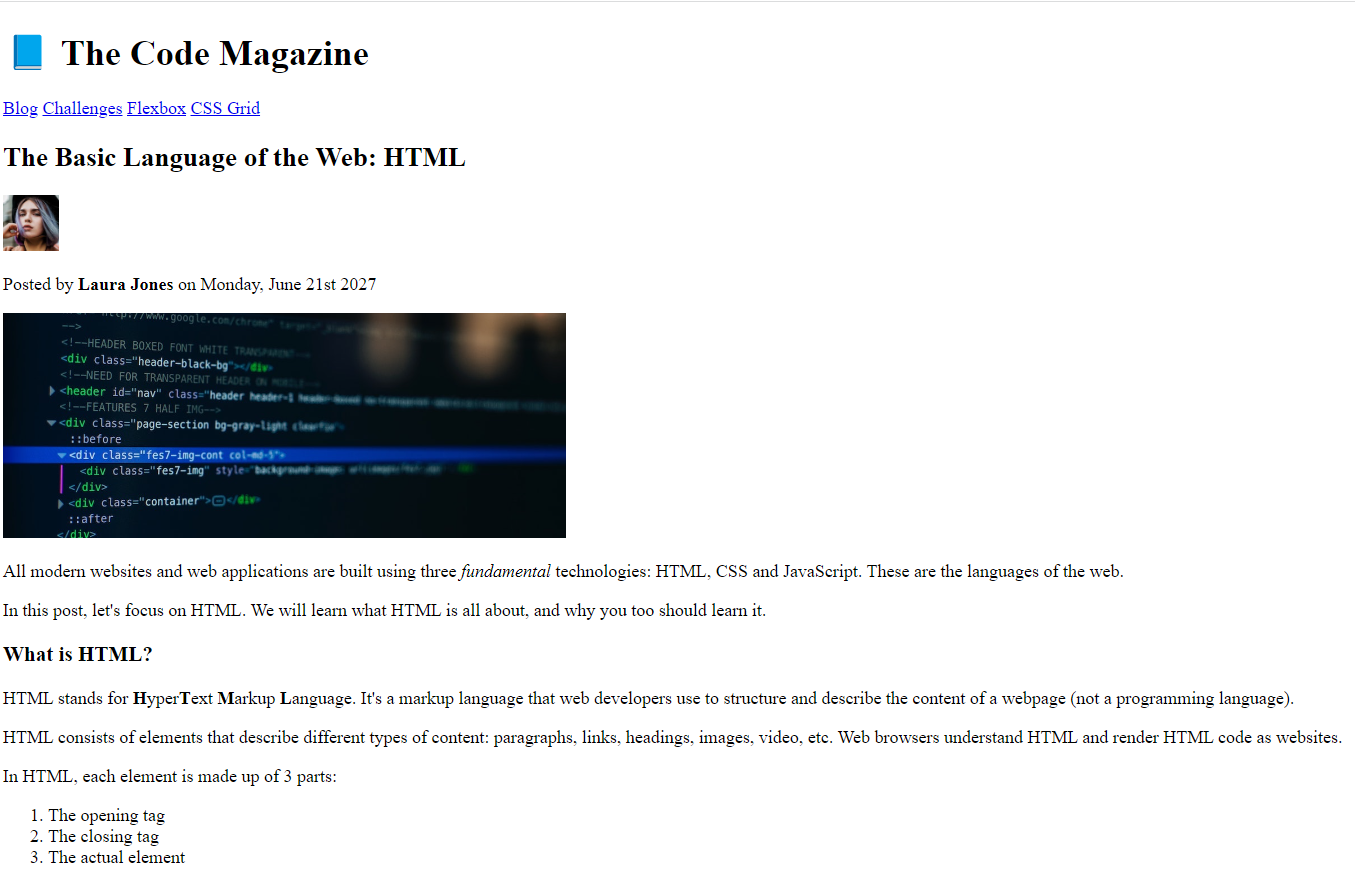 📘 The Code Magazine
Blog Challenges Flexbox CSS Grid
The Basic Language of the Web: HTML
Posted by Laura Jones on Monday, June 21st 2027
http://www.google.com/chrome"
-->
<!--HEADER BOXED FONT WHITE TRANSPARENT-->
<div class="header-black-bg"></div>
<!--NEED FOR TRANSPARENT HEADER ON MOBILE-->
<header id="nav" class="header header-1
<!--FEATURES 7 HALF IMG-->
<div class="page-section bg-gray-light clearfix">
::before
<div class="fes7-img-cont col-md-5">
<div class="fes7-img" style="background-image:
</div>
<div class="container"></div>
::after
</div>
All modern websites and web applications are built using three fundamental technologies: HTML, CSS and JavaScript. These are the languages of the web.
In this post, let's focus on HTML. We will learn what HTML is all about, and why you too should learn it.
What is HTML?
HTML stands for HyperText Markup Language. It's a markup language that web developers use to structure and describe the content of a webpage (not a programming language).
HTML consists of elements that describe different types of content: paragraphs, links, headings, images, video, etc. Web browsers understand HTML and render HTML code as websites.
In HTML, each element is made up of 3 parts:
1. The opening tag
2. The closing tag
3. The actual element